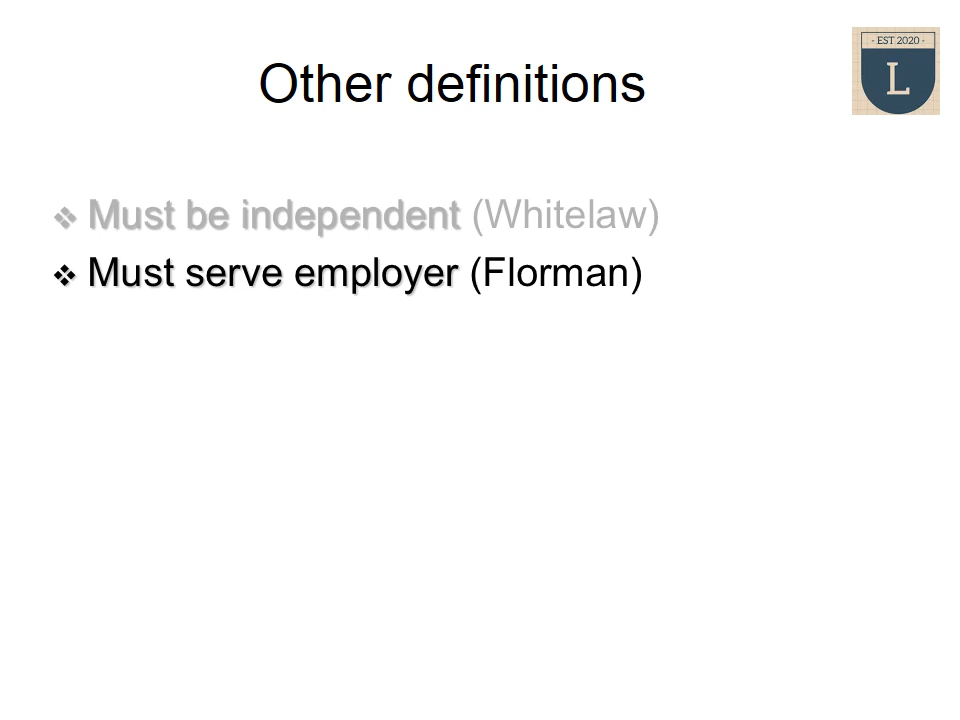 Other definitions
- EST 2020 -
L
❖ Must be independent (Whitelaw)
❖ Must serve employer (Florman)